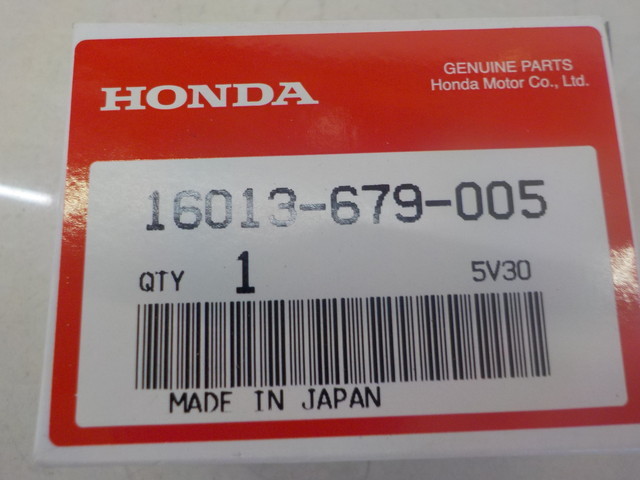 HONDA
GENUINE PARTS
Honda Motor Co., Ltd.
16013-679-005
QTY 1 5V30
MADE IN JAPAN